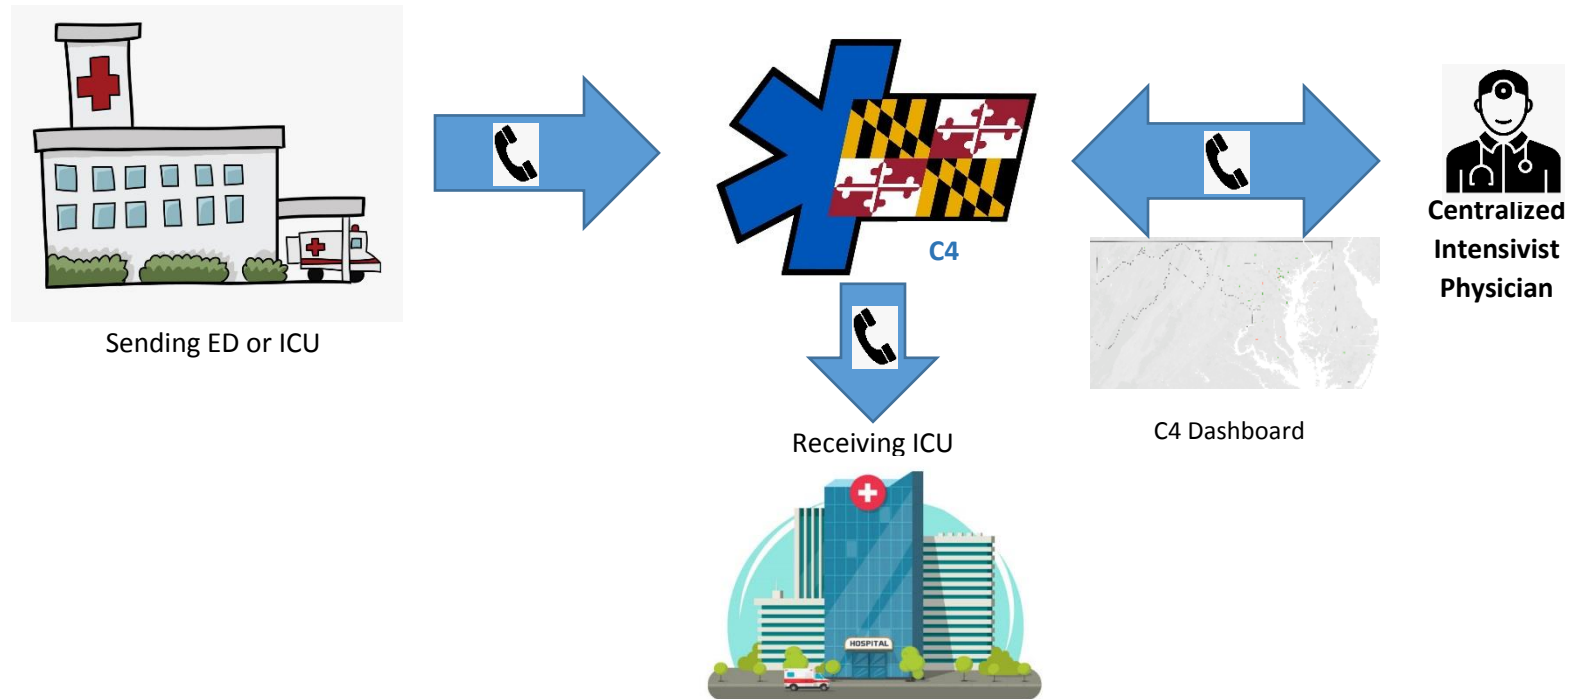 Sending ED or ICU
C4
Receiving ICU
HOSPITAL
C4 Dashboard
Centralized
Intensivist
Physician